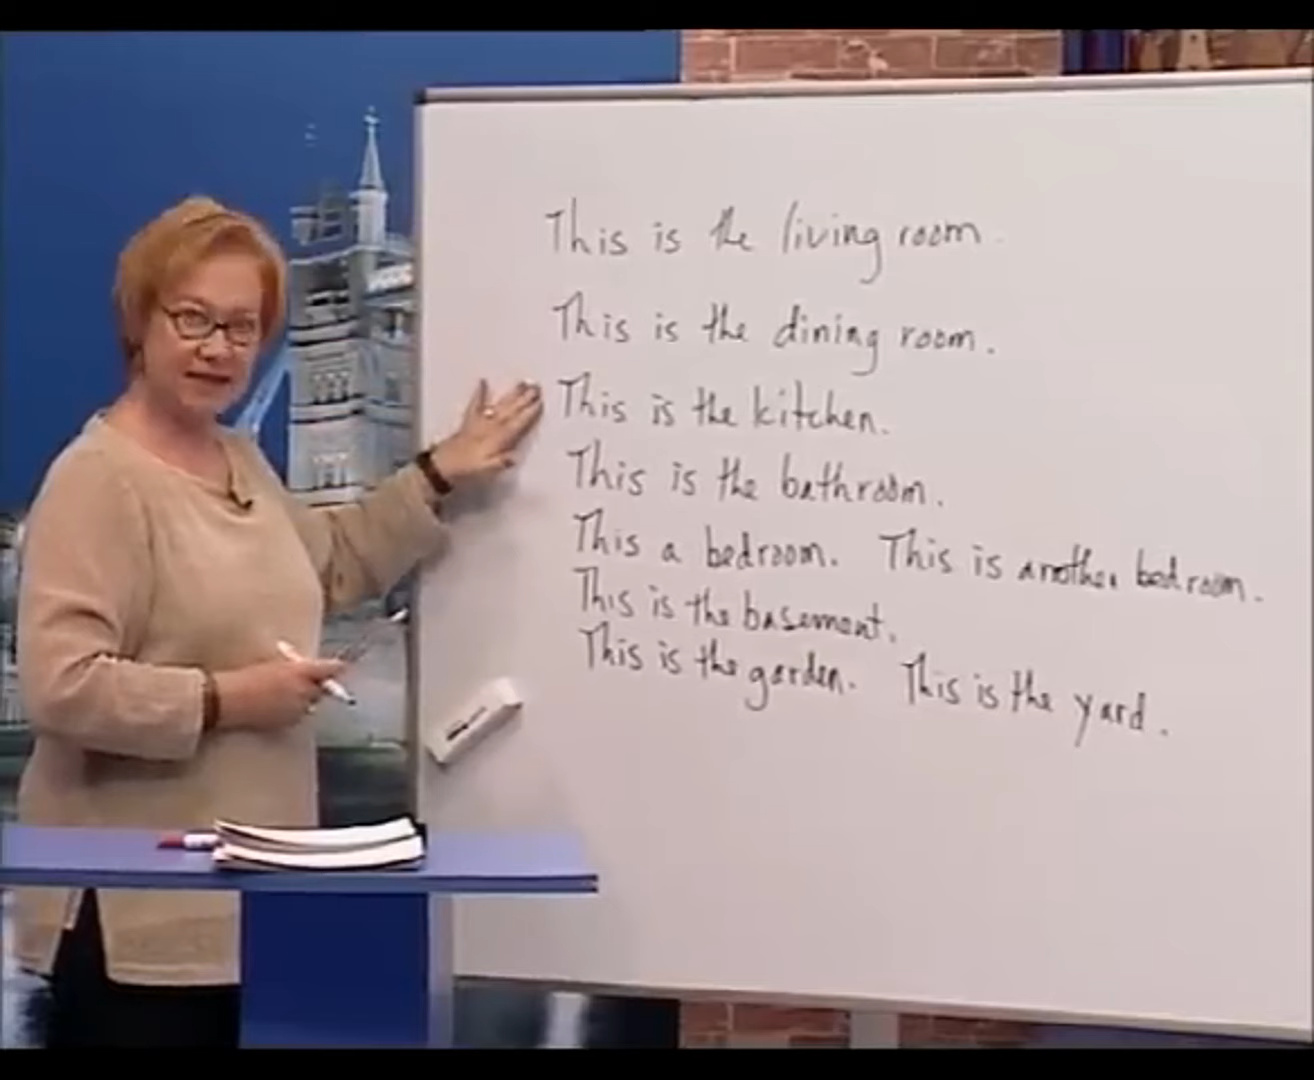 This is the living room.
This is the dining room.
This is the kitchen.
This is the bathroom.
This a bedroom. This is another bedroom.
This is the basement.
This is the garden. This is the yard.